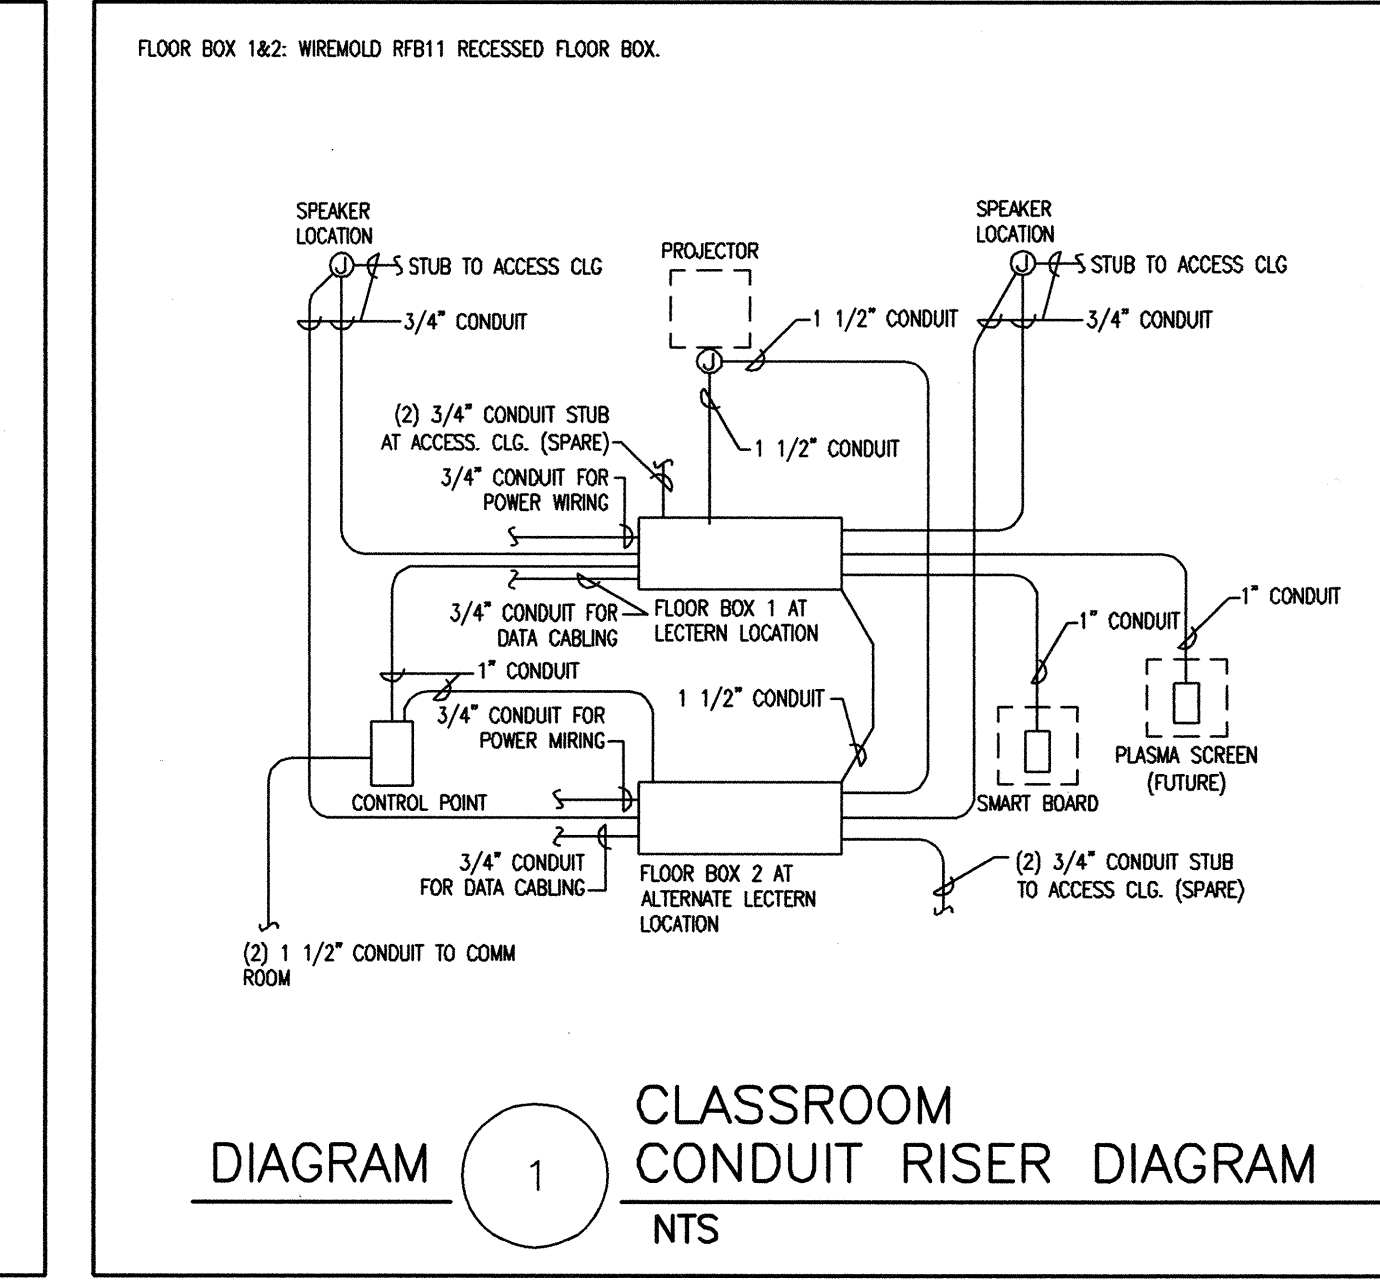 FLOOR BOX 1&2: WIREMOLD RFB11 RECESSED FLOOR BOX.
SPEAKER
LOCATION
J
STUB TO ACCESS CLG
3/4" CONDUIT
PROJECTOR
J
1 1/2" CONDUIT
SPEAKER
LOCATION
J
STUB TO ACCESS CLG
3/4" CONDUIT
(2) 3/4" CONDUIT STUB
AT ACCESS. CLG. (SPARE)
1 1/2" CONDUIT
3/4" CONDUIT FOR
POWER WIRING
3/4" CONDUIT FOR
DATA CABLING
FLOOR BOX 1 AT
LECTERN LOCATION
1" CONDUIT
1" CONDUIT
1" CONDUIT
1 1/2" CONDUIT
3/4" CONDUIT FOR
POWER MIRING
PLASMA SCREEN
(FUTURE)
CONTROL POINT
SMART BOARD
3/4" CONDUIT
FOR DATA CABLING
FLOOR BOX 2 AT
ALTERNATE LECTERN
LOCATION
(2) 3/4" CONDUIT STUB
TO ACCESS CLG. (SPARE)
(2) 1 1/2" CONDUIT TO COMM
ROOM
DIAGRAM
1
CLASSROOM
CONDUIT RISER DIAGRAM
NTS